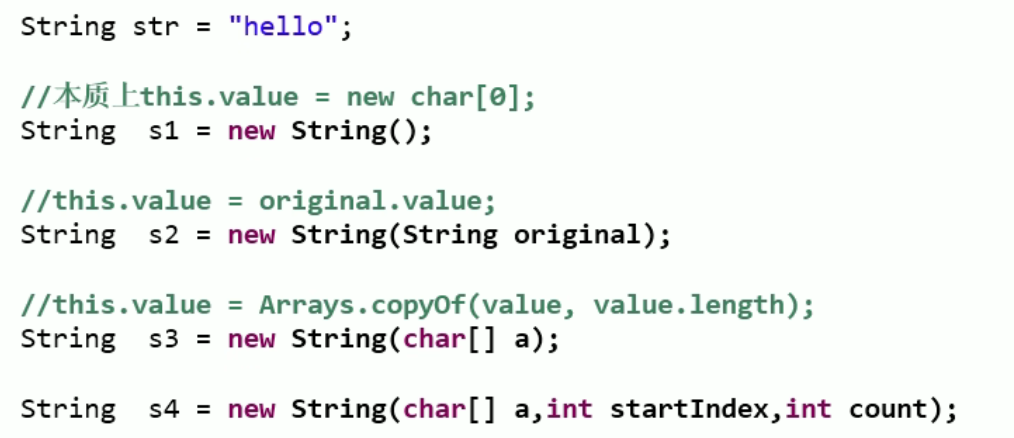 String str = "hello";
//本质上this.value = new char[0];
String  s1 = new String();
//this.value = original.value;
String  s2 = new String(String original);
//this.value = Arrays.copyOf(value, value.length);
String  s3 = new String(char[] a);
String  s4 = new String(char[] a,int startIndex,int count);